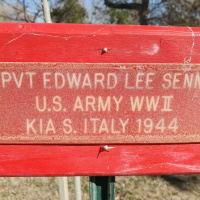 PVT EDWARD LEE SENN
U.S. ARMY WWII
KIA S. ITALY 1944